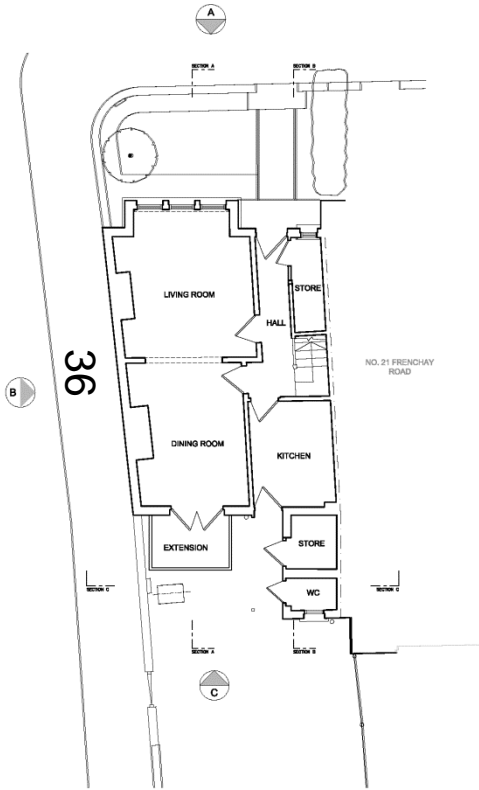 A
SECTION A
SECTION B
LIVING ROOM
STORE
HALL
36
NO. 21 FRENCHAY
ROAD
B
DINING ROOM
KITCHEN
EXTENSION
STORE
SECTION C
SECTION C
WC
SECTION A
SECTION B
C